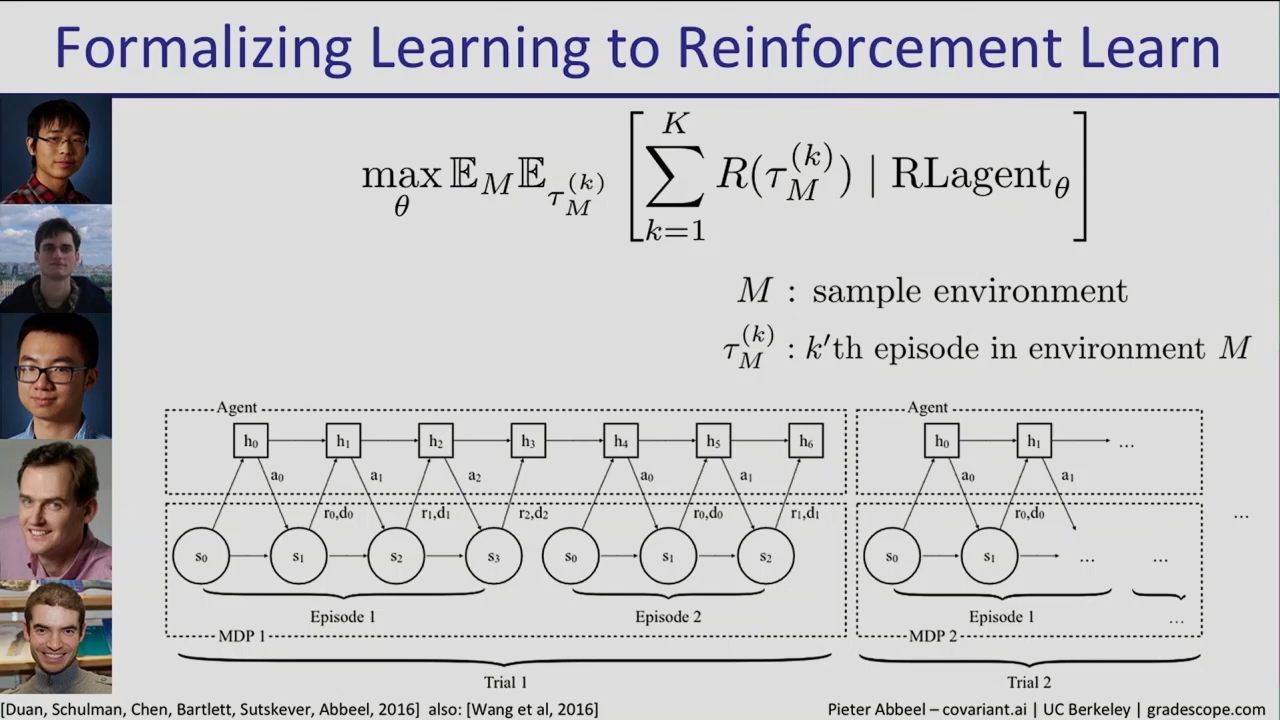 Formalizing Learning to Reinforcement Learn
max_θ 𝔼_M 𝔼_{τ_M^{(k)}} [ ∑_{k=1}^{K} R(τ_M^{(k)}) | RLagent_θ ]
M : sample environment
τ_M^{(k)} : k′th episode in environment M
Agent
h₀ h₁ h₂ h₃ h₄ h₅ h₆
a₀ a₁ a₂ a₀ a₁
r₀,d₀ r₁,d₁ r₂,d₂ r₀,d₀ r₁,d₁
s₀ s₁ s₂ s₃ s₀ s₁ s₂
Episode 1 Episode 2
MDP 1
Trial 1
Agent
h₀ h₁ ...
a₀ a₁
r₀,d₀ ...
s₀ s₁ ... ...
Episode 1 ...
MDP 2
Trial 2
[Duan, Schulman, Chen, Bartlett, Sutskever, Abbeel, 2016] also: [Wang et al, 2016]
Pieter Abbeel – covariant.ai | UC Berkeley | gradescope.com